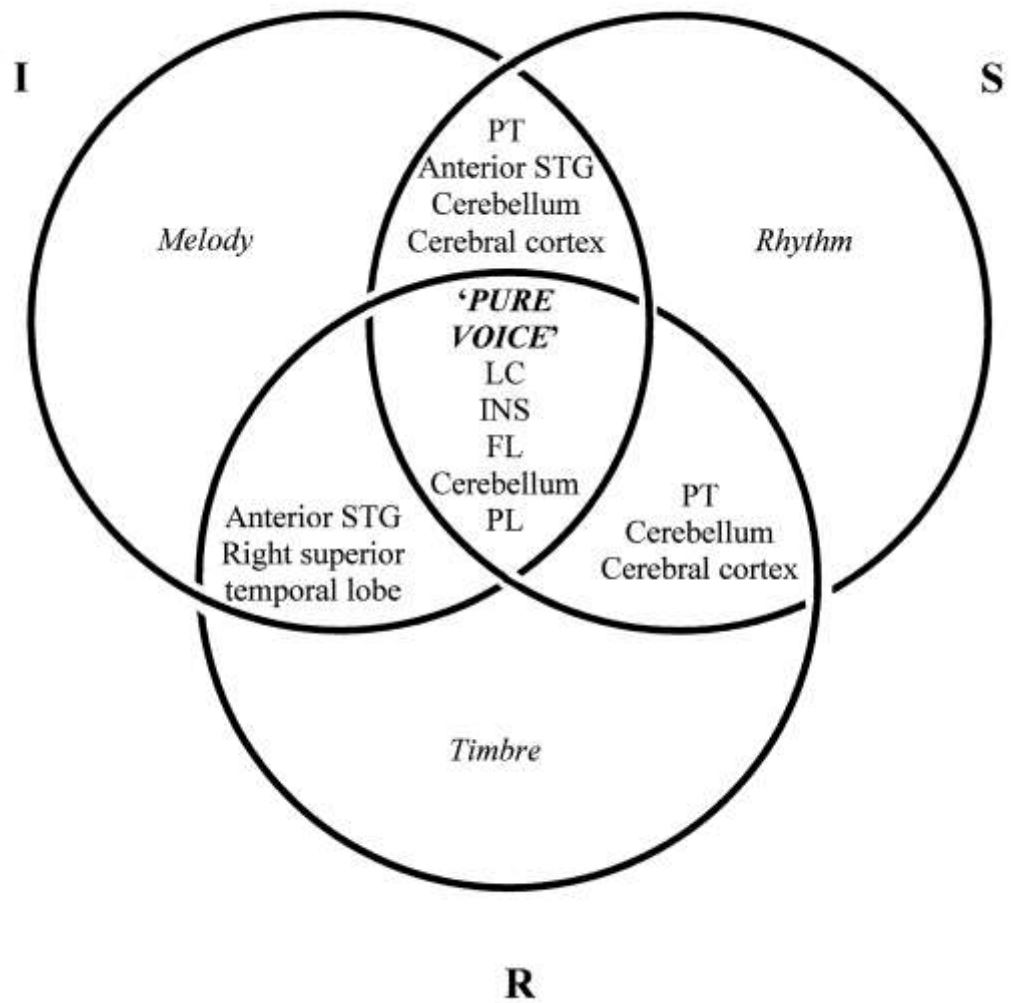 I
S
PT
Anterior STG
Cerebellum
Cerebral cortex
Melody
Rhythm
‘PURE
VOICE’
LC
INS
FL
Cerebellum
PL
Anterior STG
Right superior
temporal lobe
PT
Cerebellum
Cerebral cortex
Timbre
R